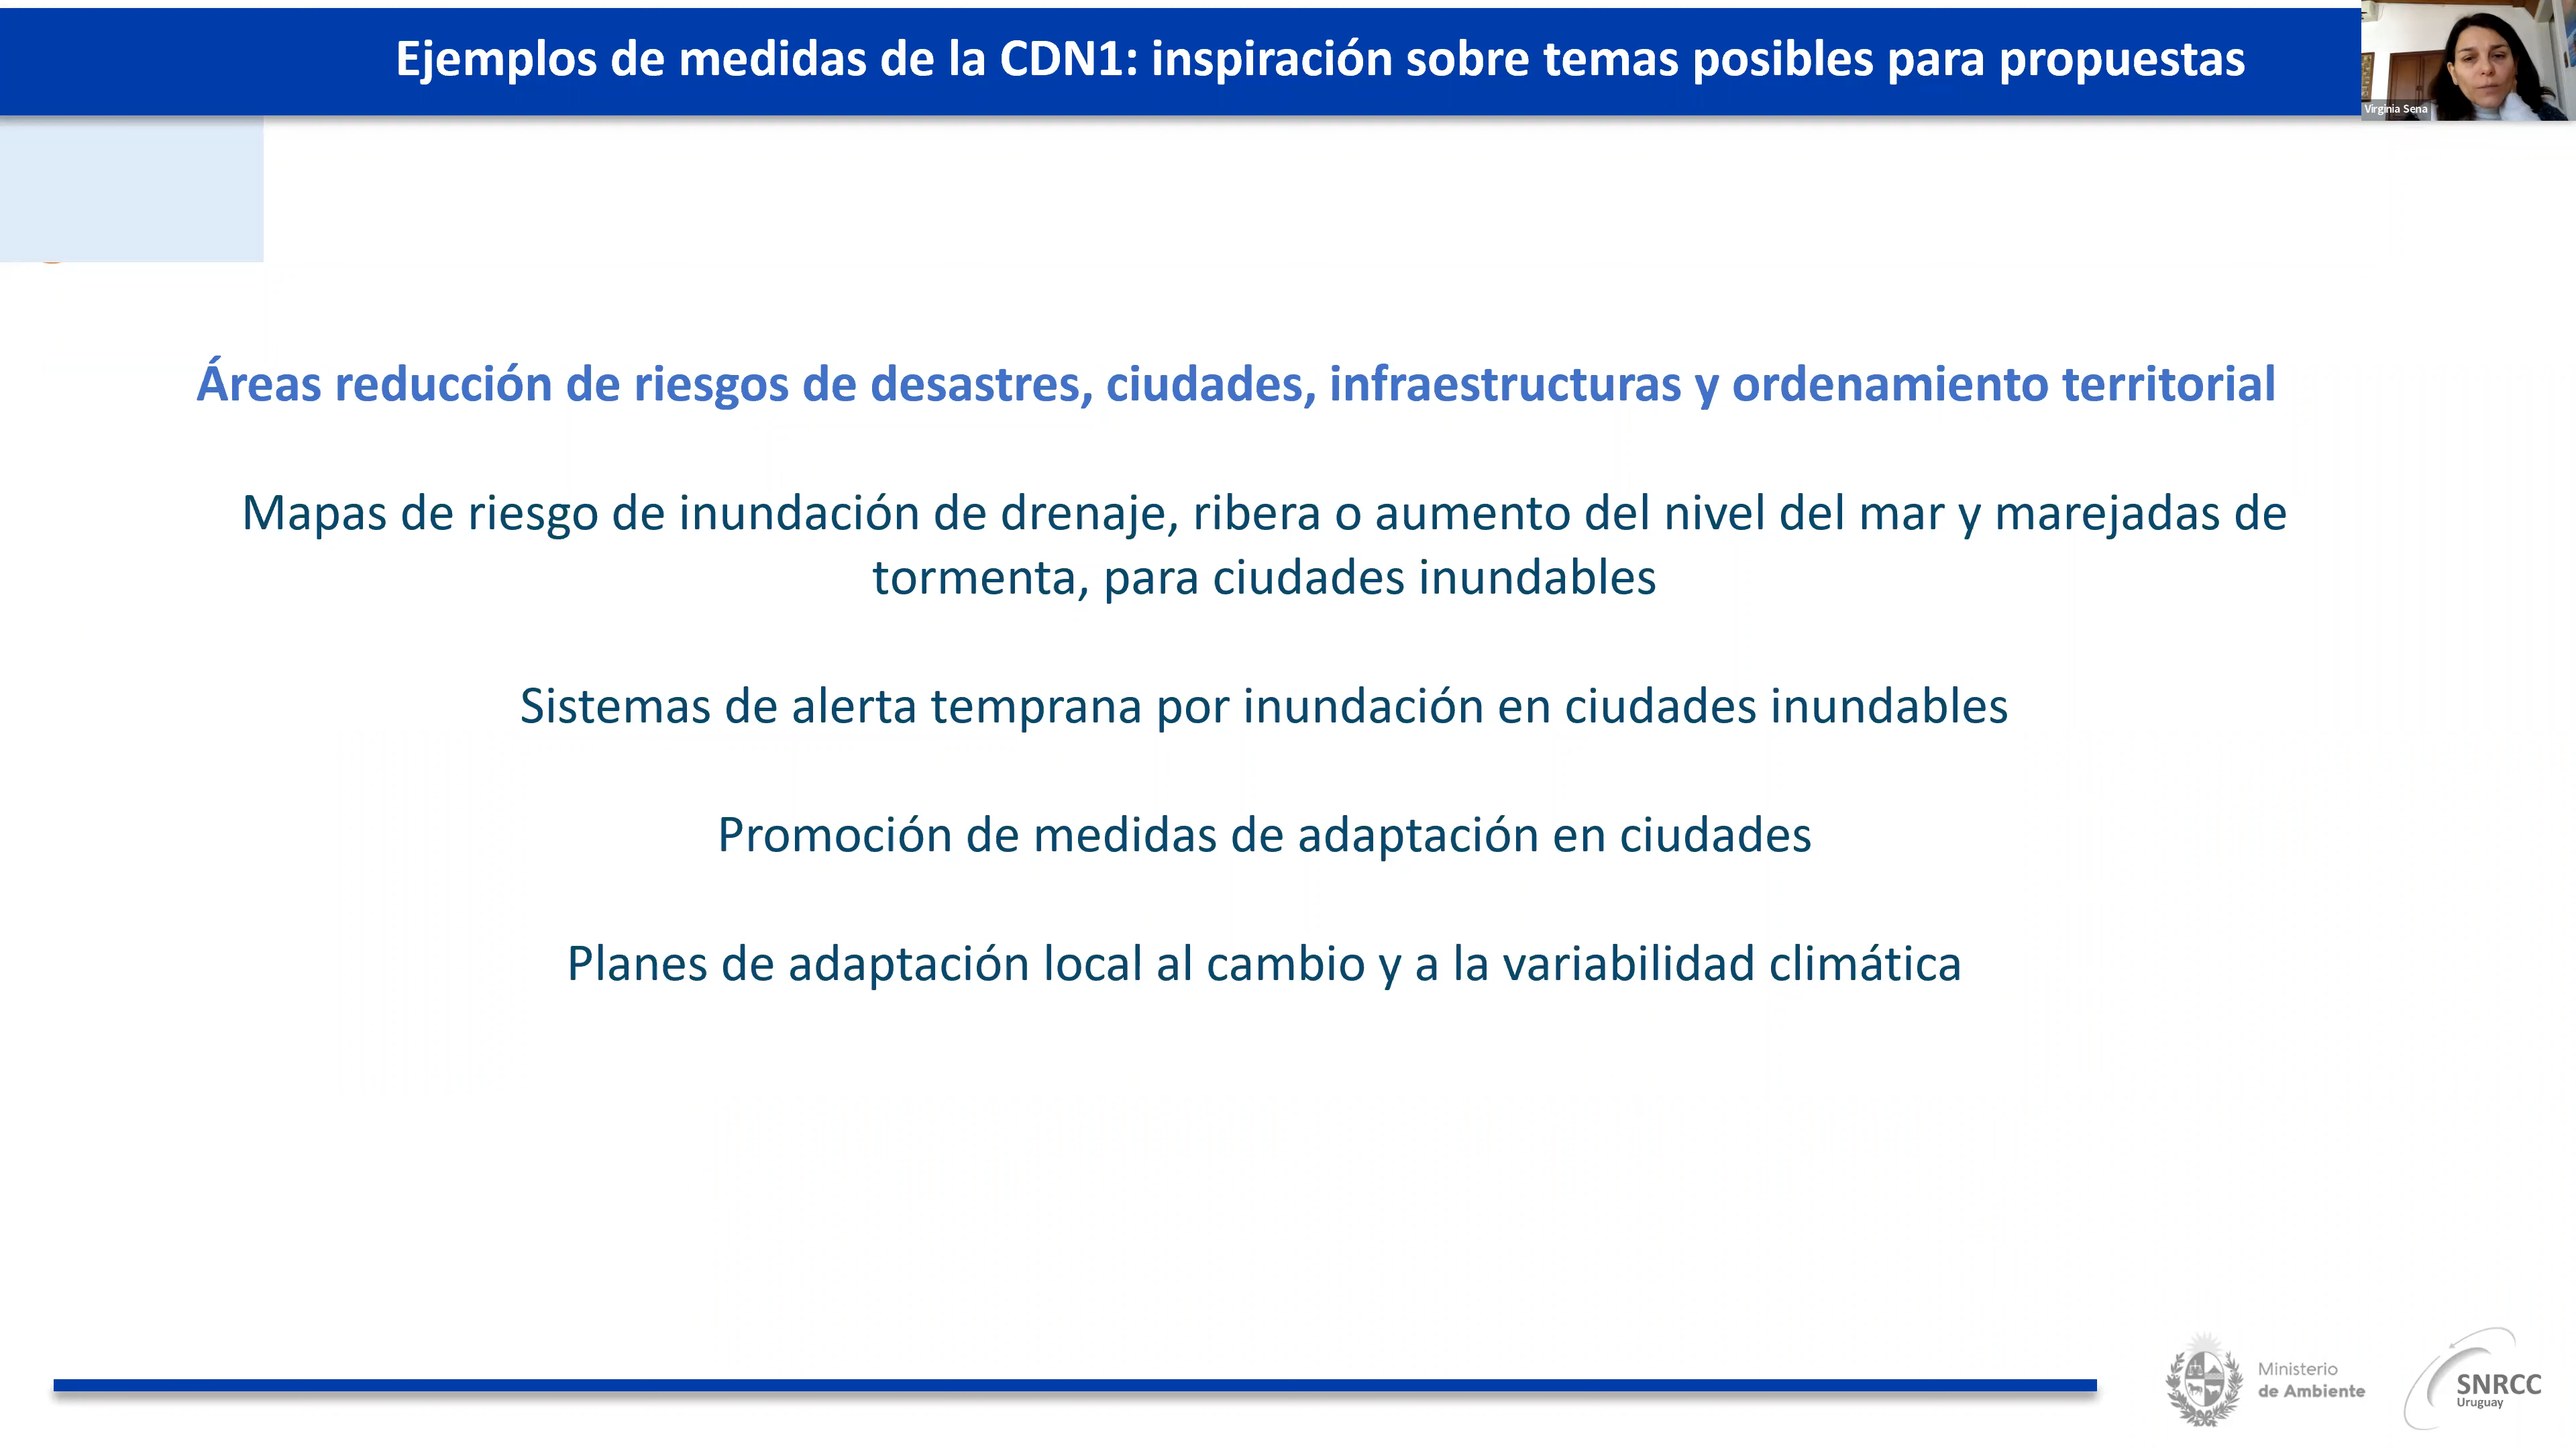 Ejemplos de medidas de la CDN1: inspiración sobre temas posibles para propuestas
Virginia Sena
Áreas reducción de riesgos de desastres, ciudades, infraestructuras y ordenamiento territorial
Mapas de riesgo de inundación de drenaje, ribera o aumento del nivel del mar y marejadas de
tormenta, para ciudades inundables
Sistemas de alerta temprana por inundación en ciudades inundables
Promoción de medidas de adaptación en ciudades
Planes de adaptación local al cambio y a la variabilidad climática
Ministerio
de Ambiente
SNRCC
Uruguay